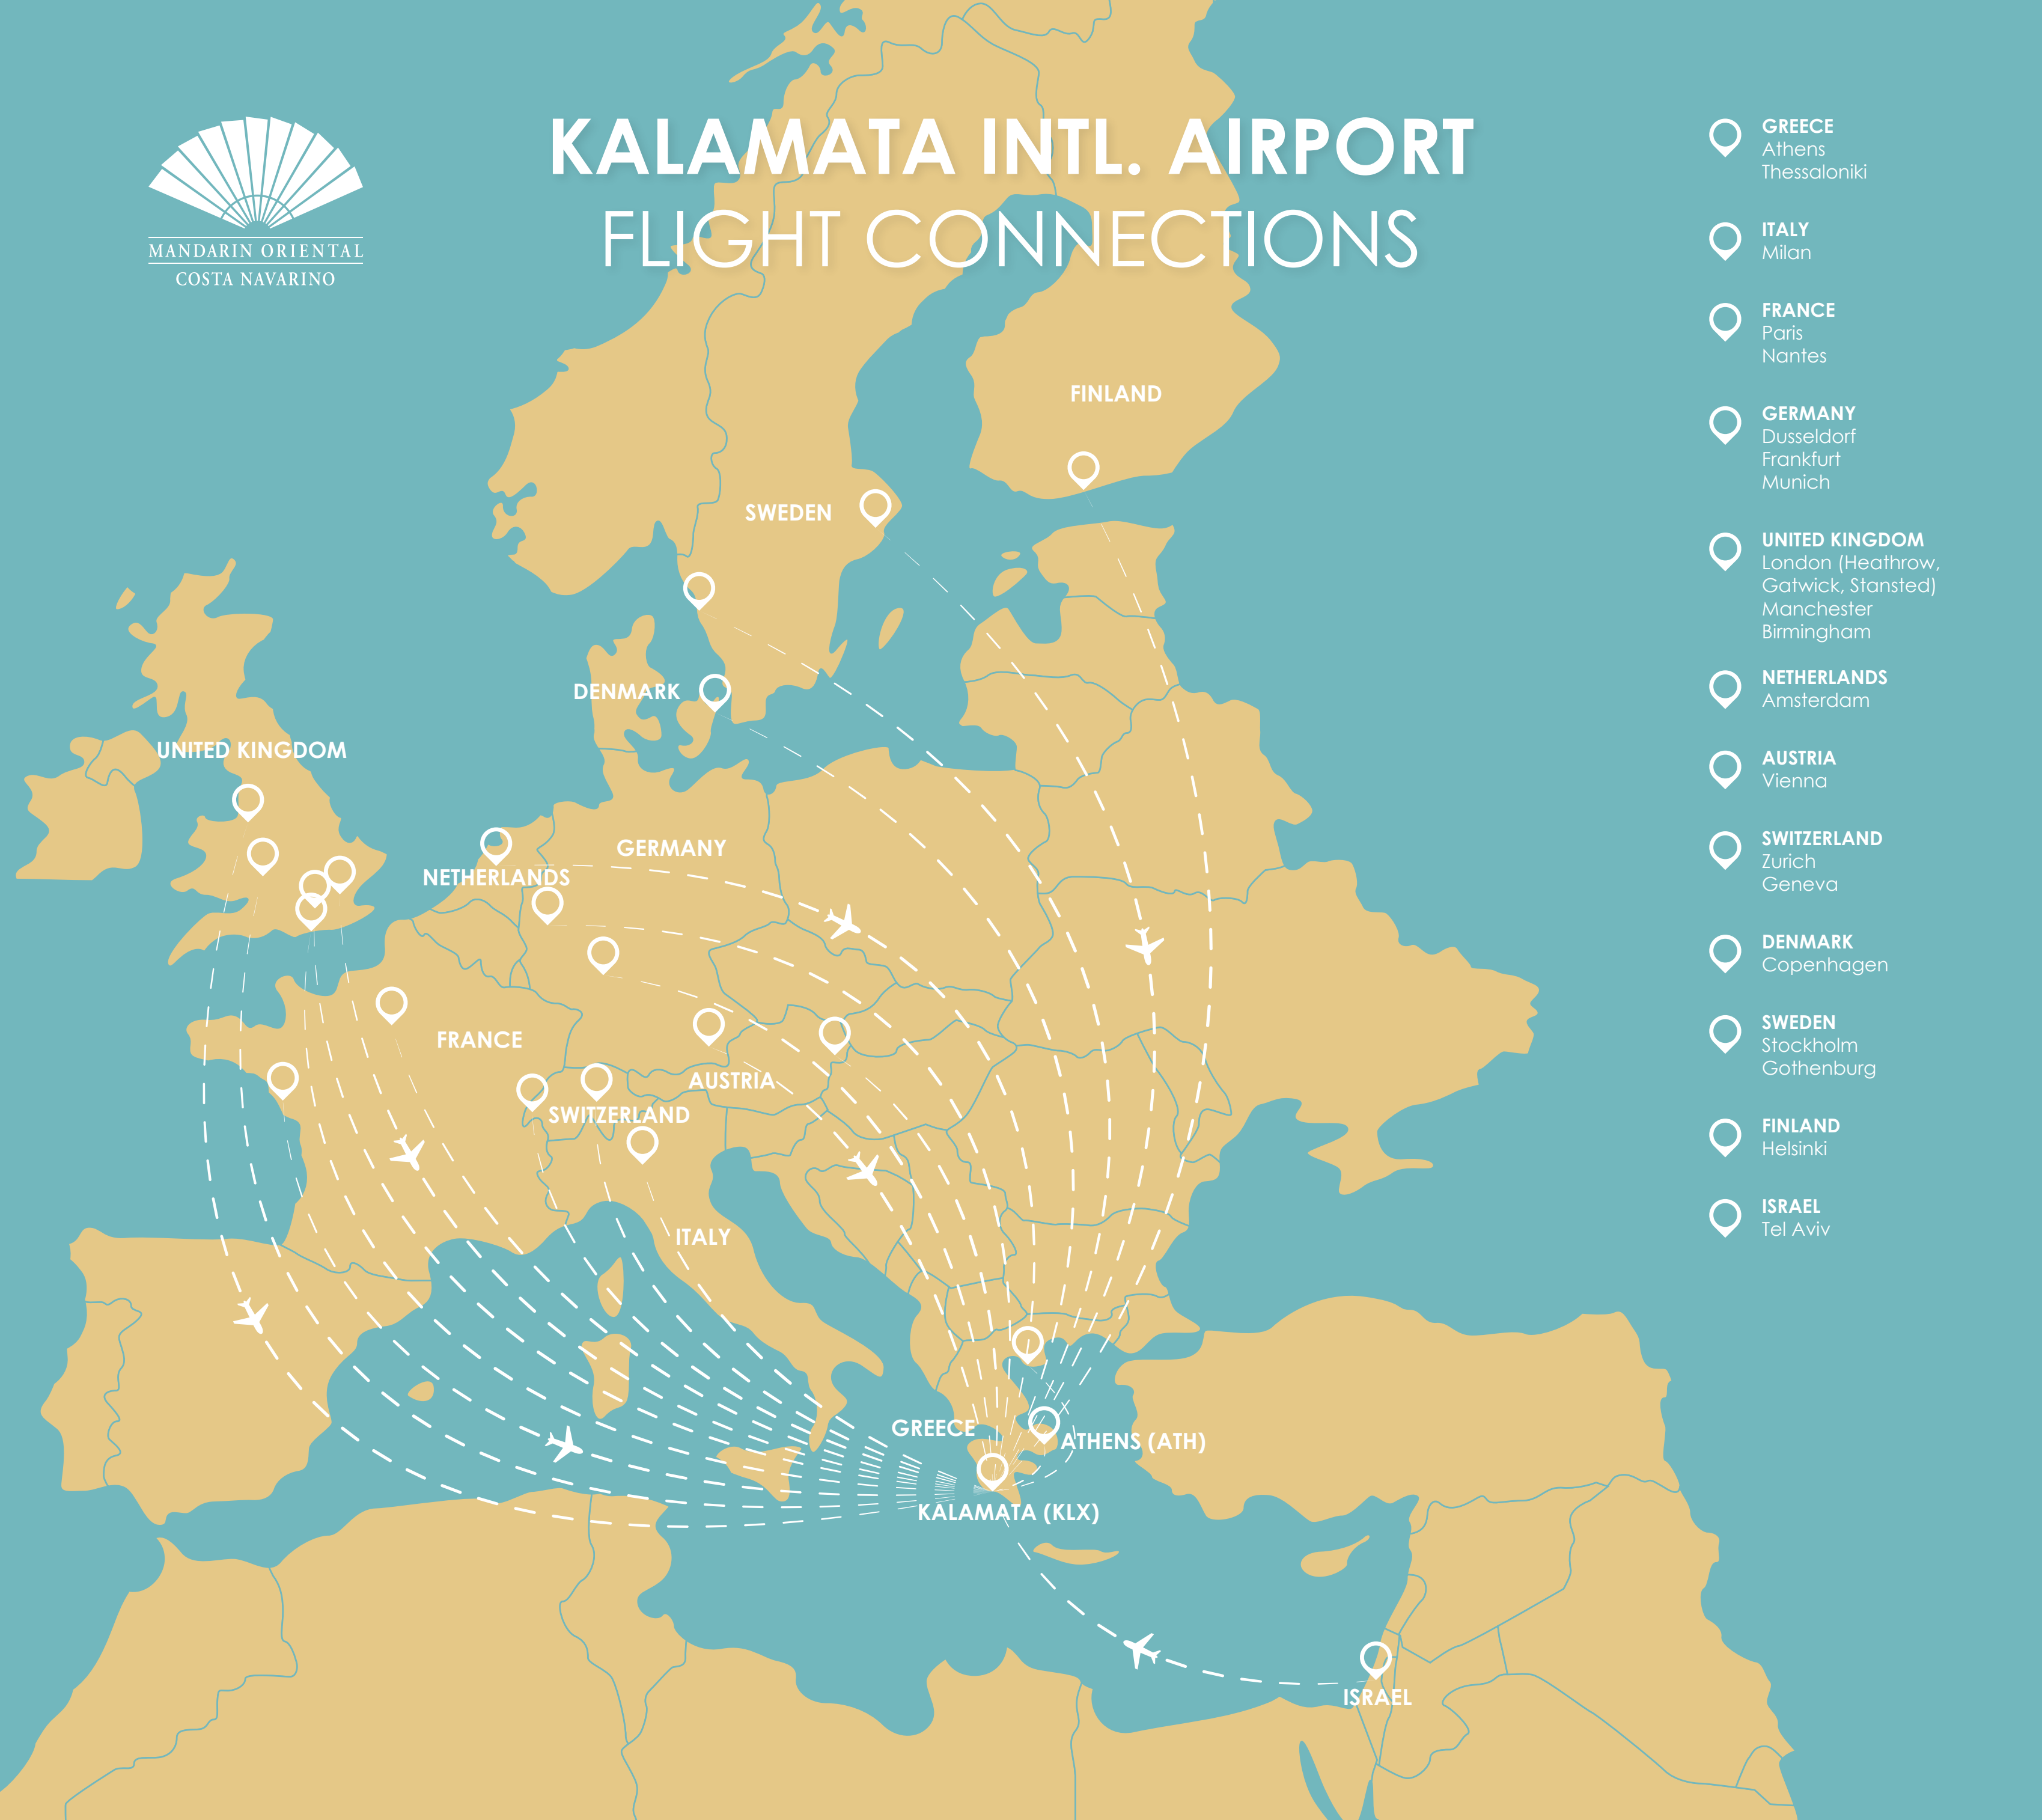 KALAMATA INTL. AIRPORT
FLIGHT CONNECTIONS
MANDARIN ORIENTAL
COSTA NAVARINO
FINLAND
SWEDEN
DENMARK
UNITED KINGDOM
GERMANY
NETHERLANDS
FRANCE
AUSTRIA
SWITZERLAND
ITALY
GREECE
ATHENS (ATH)
KALAMATA (KLX)
ISRAEL
GREECE
Athens
Thessaloniki
ITALY
Milan
FRANCE
Paris
Nantes
GERMANY
Dusseldorf
Frankfurt
Munich
UNITED KINGDOM
London (Heathrow,
Gatwick, Stansted)
Manchester
Birmingham
NETHERLANDS
Amsterdam
AUSTRIA
Vienna
SWITZERLAND
Zurich
Geneva
DENMARK
Copenhagen
SWEDEN
Stockholm
Gothenburg
FINLAND
Helsinki
ISRAEL
Tel Aviv